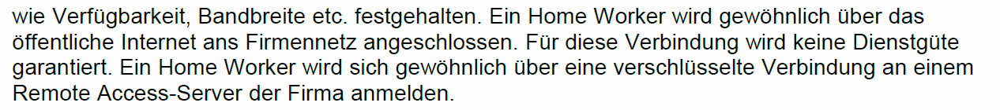 wie Verfügbarkeit, Bandbreite etc. festgehalten. Ein Home Worker wird gewöhnlich über das
öffentliche Internet ans Firmennetz angeschlossen. Für diese Verbindung wird keine Dienstgüte
garantiert. Ein Home Worker wird sich gewöhnlich über eine verschlüsselte Verbindung an einem
Remote Access-Server der Firma anmelden.